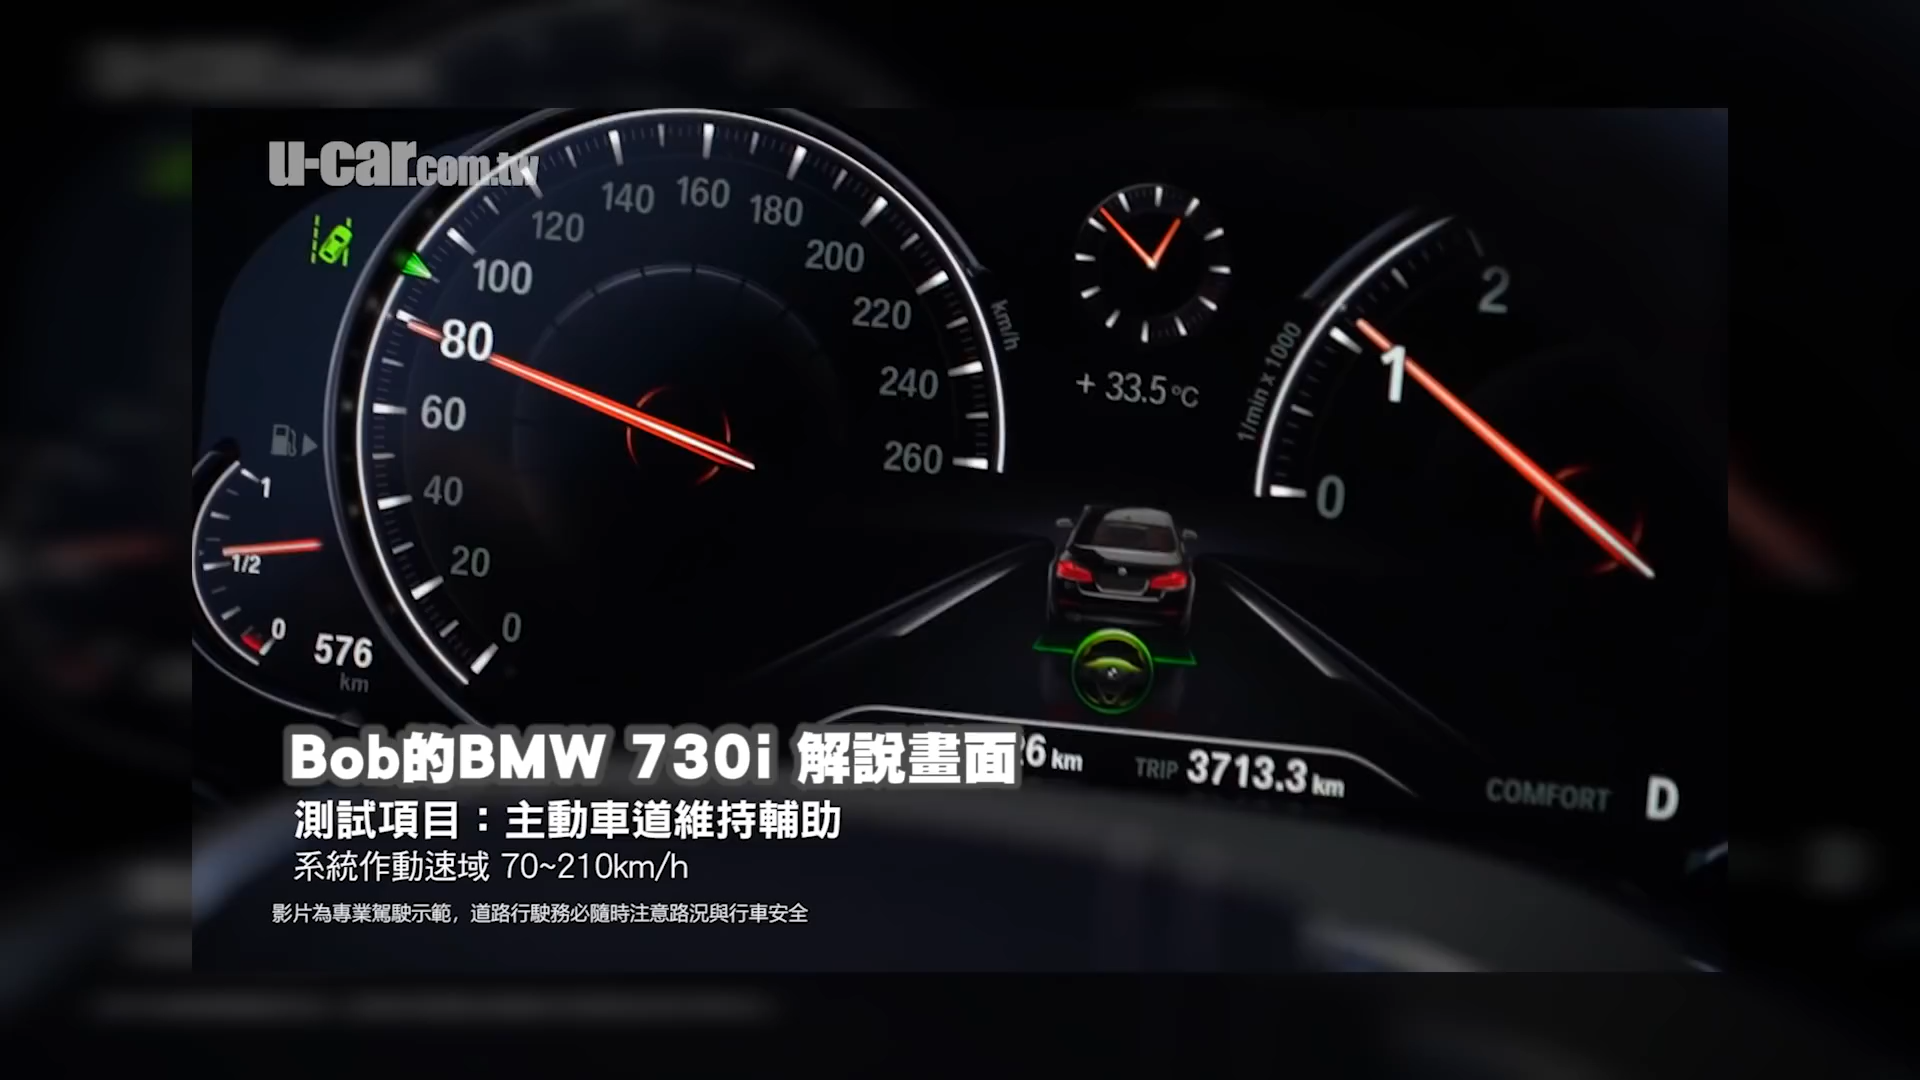 u-car.com.tw
120 140 160 180
100 200
80 220
60 240
40 260
20
0
km/h
+ 33.5 °C
1/min x 1000
2
1
0
1
1/2
0
576
km
6 km TRIP 3713.3 km
COMFORT D
Bob的BMW 730i 解說畫面
測試項目：主動車道維持輔助
系統作動速域 70~210km/h
影片為專業駕駛示範，道路行駛務必隨時注意路況與行車安全